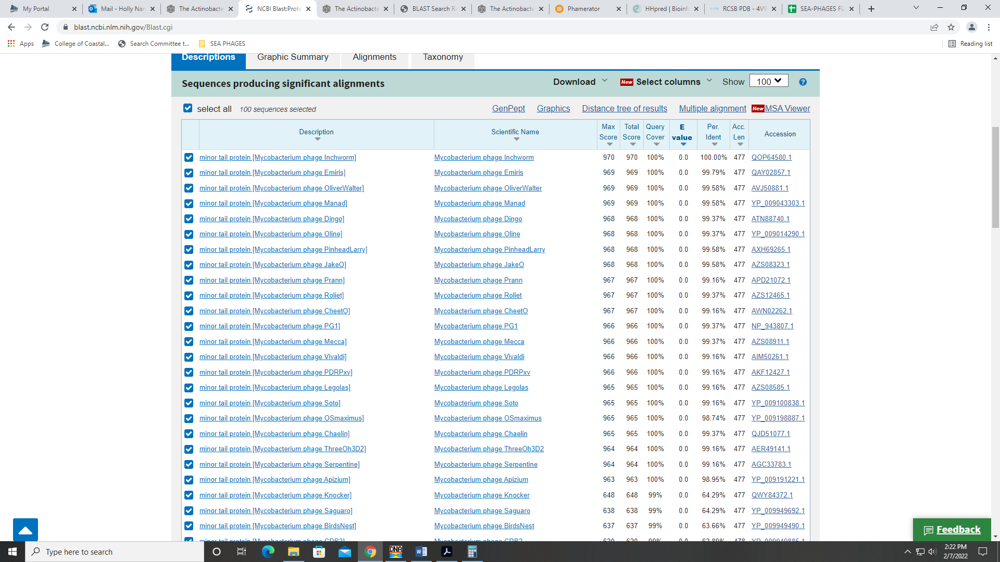 My Portal
Mail - Holly Nan
The Actinobacte
NCBI Blast:Prote
The Actinobacte
BLAST Search Re
The Actinobacte
Phamerator
HHpred | Bioinfo
RCSB PDB - 4V9
SEA-PHAGES FU
blast.ncbi.nlm.nih.gov/Blast.cgi
Apps College of Coastal... Search Committee t... SEA PHAGES Reading list
Descriptions Graphic Summary Alignments Taxonomy
Sequences producing significant alignments Download New Select columns Show 100 ?
select all 100 sequences selected GenPept Graphics Distance tree of results Multiple alignment New MSA Viewer
Description Scientific Name Max Score Total Score Query Cover E value Per. Ident Acc. Len Accession
minor tail protein [Mycobacterium phage Inchworm] Mycobacterium phage Inchworm 970 970 100% 0.0 100.00% 477 QOP64580.1
minor tail protein [Mycobacterium phage Emiris] Mycobacterium phage Emiris 969 969 100% 0.0 99.79% 477 QAY02857.1
minor tail protein [Mycobacterium phage OliverWalter] Mycobacterium phage OliverWalter 969 969 100% 0.0 99.58% 477 AVJ50881.1
minor tail protein [Mycobacterium phage Manad] Mycobacterium phage Manad 969 969 100% 0.0 99.58% 477 YP_009043303.1
minor tail protein [Mycobacterium phage Dingo] Mycobacterium phage Dingo 968 968 100% 0.0 99.37% 477 ATN88740.1
minor tail protein [Mycobacterium phage Oline] Mycobacterium phage Oline 968 968 100% 0.0 99.37% 477 YP_009014290.1
minor tail protein [Mycobacterium phage PinheadLarry] Mycobacterium phage PinheadLarry 968 968 100% 0.0 99.58% 477 AXH69265.1
minor tail protein [Mycobacterium phage JakeO] Mycobacterium phage JakeO 968 968 100% 0.0 99.58% 477 AZS08323.1
minor tail protein [Mycobacterium phage Prann] Mycobacterium phage Prann 967 967 100% 0.0 99.16% 477 APD21072.1
minor tail protein [Mycobacterium phage Roliet] Mycobacterium phage Roliet 967 967 100% 0.0 99.37% 477 AZS12465.1
minor tail protein [Mycobacterium phage CheetO] Mycobacterium phage CheetO 967 967 100% 0.0 99.16% 477 AWN02262.1
minor tail protein [Mycobacterium phage PG1] Mycobacterium phage PG1 966 966 100% 0.0 99.37% 477 NP_943807.1
minor tail protein [Mycobacterium phage Mecca] Mycobacterium phage Mecca 966 966 100% 0.0 99.37% 477 AZS08911.1
minor tail protein [Mycobacterium phage Vivaldi] Mycobacterium phage Vivaldi 966 966 100% 0.0 99.16% 477 AIM50261.1
minor tail protein [Mycobacterium phage PDRPxv] Mycobacterium phage PDRPxv 966 966 100% 0.0 99.16% 477 AKF12427.1
minor tail protein [Mycobacterium phage Legolas] Mycobacterium phage Legolas 965 965 100% 0.0 99.16% 477 AZS08585.1
minor tail protein [Mycobacterium phage Soto] Mycobacterium phage Soto 965 965 100% 0.0 99.16% 477 YP_009100838.1
minor tail protein [Mycobacterium phage OSmaximus] Mycobacterium phage OSmaximus 965 965 100% 0.0 98.74% 477 YP_009198887.1
minor tail protein [Mycobacterium phage Chaelin] Mycobacterium phage Chaelin 965 965 100% 0.0 99.37% 477 QJD51077.1
minor tail protein [Mycobacterium phage ThreeOh3D2] Mycobacterium phage ThreeOh3D2 964 964 100% 0.0 99.16% 477 AER49141.1
minor tail protein [Mycobacterium phage Serpentine] Mycobacterium phage Serpentine 964 964 100% 0.0 99.16% 477 AGC33783.1
minor tail protein [Mycobacterium phage Apizium] Mycobacterium phage Apizium 963 963 100% 0.0 98.95% 477 YP_009191221.1
minor tail protein [Mycobacterium phage Knocker] Mycobacterium phage Knocker 648 648 99% 0.0 64.29% 477 QWY84372.1
minor tail protein [Mycobacterium phage Saguaro] Mycobacterium phage Saguaro 638 638 99% 0.0 64.29% 477 YP_009949692.1
minor tail protein [Mycobacterium phage BirdsNest] Mycobacterium phage BirdsNest 637 637 99% 0.0 63.66% 477 YP_009949490.1
Feedback
Type here to search
DNA
2:22 PM
2/7/2022